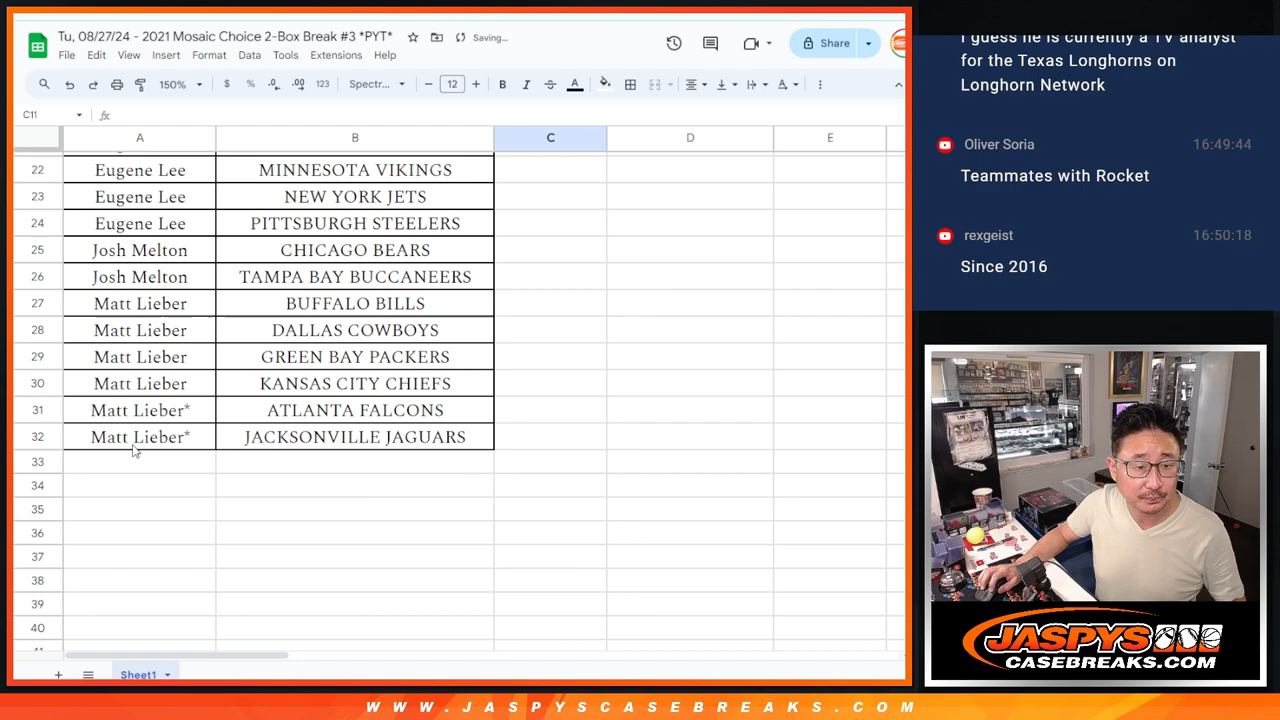 Tu, 08/27/24 - 2021 Mosaic Choice 2-Box Break #3 *PYT*
Saving...
File Edit View Insert Format Data Tools Extensions
Share
150% $ % .0 .00 123 Spectr... 12 B I S A
C11 fx
A B C D E
22 Eugene Lee MINNESOTA VIKINGS
23 Eugene Lee NEW YORK JETS
24 Eugene Lee PITTSBURGH STEELERS
25 Josh Melton CHICAGO BEARS
26 Josh Melton TAMPA BAY BUCCANEERS
27 Matt Lieber BUFFALO BILLS
28 Matt Lieber DALLAS COWBOYS
29 Matt Lieber GREEN BAY PACKERS
30 Matt Lieber KANSAS CITY CHIEFS
31 Matt Lieber* ATLANTA FALCONS
32 Matt Lieber* JACKSONVILLE JAGUARS
33
34
35
36
37
38
39
40
Sheet1
I guess he is currently a TV analyst
for the Texas Longhorns on
Longhorn Network
Oliver Soria 16:49:44
Teammates with Rocket
rexgeist 16:50:18
Since 2016
JASPYS
CASEBREAKS.COM
WWW.JASPYSCASEBREAKS.COM